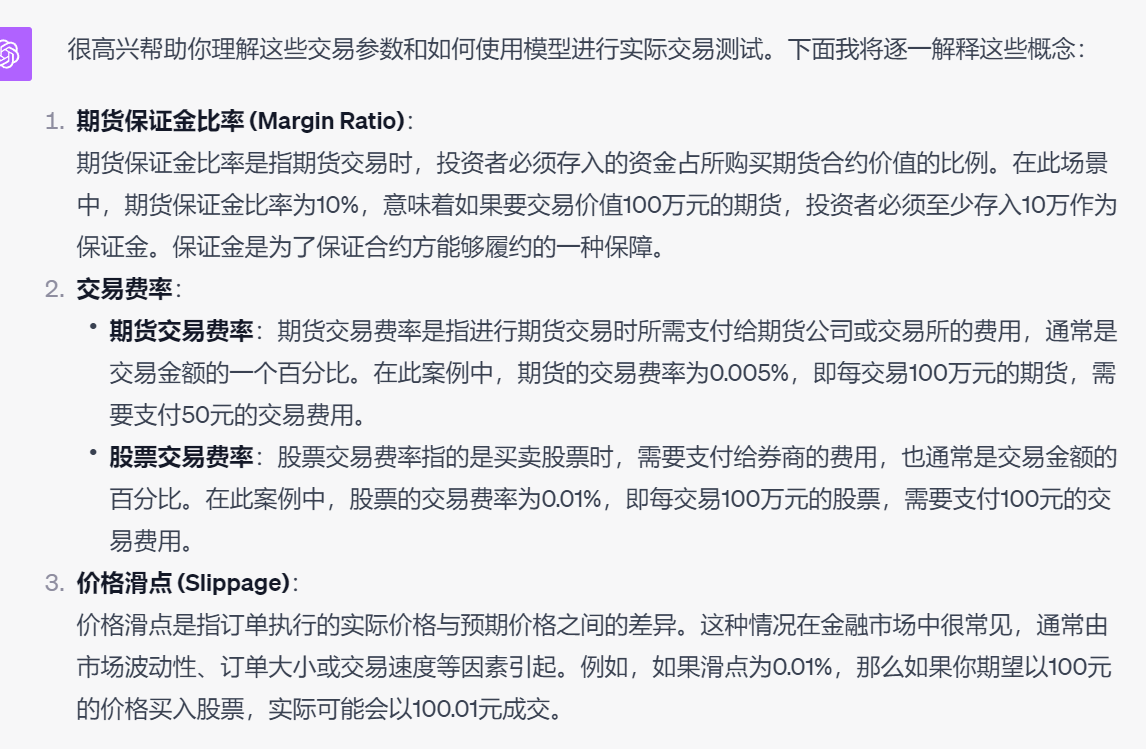 很高兴帮助你理解这些交易参数和如何使用模型进行实际交易测试。下面我将逐一解释这些概念：
1. 期货保证金比率 (Margin Ratio)：
期货保证金比率是指期货交易时，投资者必须存入的资金占所购买期货合约价值的比例。在此场景
中，期货保证金比率为10%，意味着如果要交易价值100万元的期货，投资者必须至少存入10万作为
保证金。保证金是为了保证合约方能够履约的一种保障。
2. 交易费率：
• 期货交易费率：期货交易费率是指进行期货交易时所需支付给期货公司或交易所的费用，通常是
交易金额的一个百分比。在此案例中，期货的交易费率为0.005%，即每交易100万元的期货，需
要支付50元的交易费用。
• 股票交易费率：股票交易费率指的是买卖股票时，需要支付给券商的费用，也通常是交易金额的
百分比。在此案例中，股票的交易费率为0.01%，即每交易100万元的股票，需要支付100元的交
易费用。
3. 价格滑点 (Slippage)：
价格滑点是指订单执行的实际价格与预期价格之间的差异。这种情况在金融市场中很常见，通常由
市场波动性、订单大小或交易速度等因素引起。例如，如果滑点为0.01%，那么如果你期望以100元
的价格买入股票，实际可能会以100.01元成交。